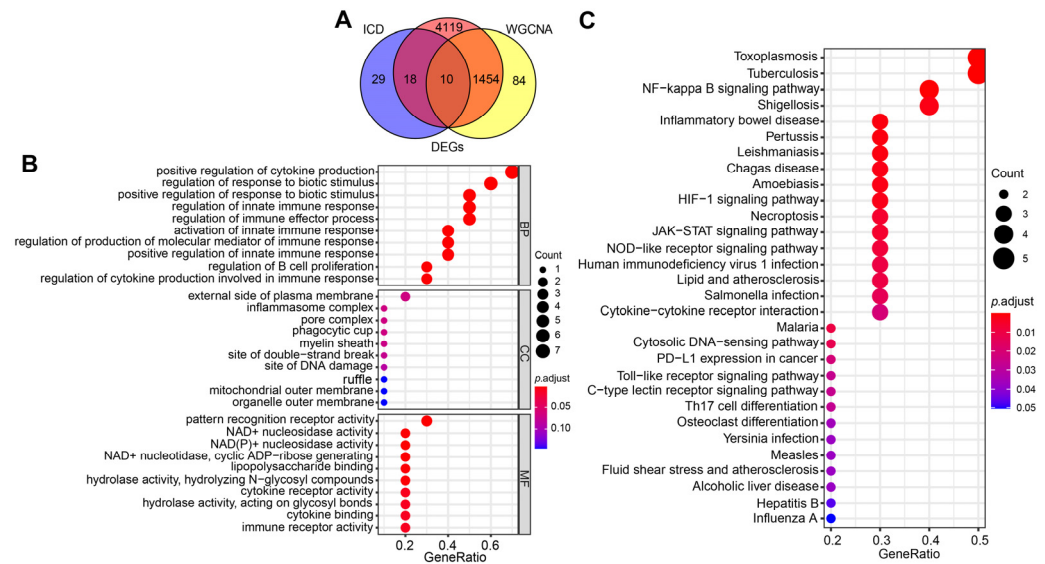 A
ICD
4119
WGCNA
29
18
10
1454
84
DEGs
B
positive regulation of cytokine production
regulation of response to biotic stimulus
positive regulation of response to biotic stimulus
regulation of innate immune response
regulation of immune effector process
activation of innate immune response
regulation of production of molecular mediator of immune response
positive regulation of innate immune response
regulation of B cell proliferation
regulation of cytokine production involved in immune response
BP
external side of plasma membrane
inflammasome complex
pore complex
phagocytic cup
myelin sheath
site of double-strand break
site of DNA damage
ruffle
mitochondrial outer membrane
organelle outer membrane
CC
pattern recognition receptor activity
NAD+ nucleosidase activity
NAD(P)+ nucleosidase activity
NAD+ nucleotidase, cyclic ADP-ribose generating
lipopolysaccharide binding
hydrolase activity, hydrolyzing N-glycosyl compounds
cytokine receptor activity
hydrolase activity, acting on glycosyl bonds
cytokine binding
immune receptor activity
MF
0.2 0.4 0.6
GeneRatio
Count
1
2
3
4
5
6
7
p.adjust
0.05
0.10
C
Toxoplasmosis
Tuberculosis
NF-kappa B signaling pathway
Shigellosis
Inflammatory bowel disease
Pertussis
Leishmaniasis
Chagas disease
Amoebiasis
HIF-1 signaling pathway
Necroptosis
JAK-STAT signaling pathway
NOD-like receptor signaling pathway
Human immunodeficiency virus 1 infection
Lipid and atherosclerosis
Salmonella infection
Cytokine-cytokine receptor interaction
Malaria
Cytosolic DNA-sensing pathway
PD-L1 expression in cancer
Toll-like receptor signaling pathway
C-type lectin receptor signaling pathway
Th17 cell differentiation
Osteoclast differentiation
Yersinia infection
Measles
Fluid shear stress and atherosclerosis
Alcoholic liver disease
Hepatitis B
Influenza A
0.2 0.3 0.4 0.5
GeneRatio
Count
2
3
4
5
p.adjust
0.01
0.02
0.03
0.04
0.05